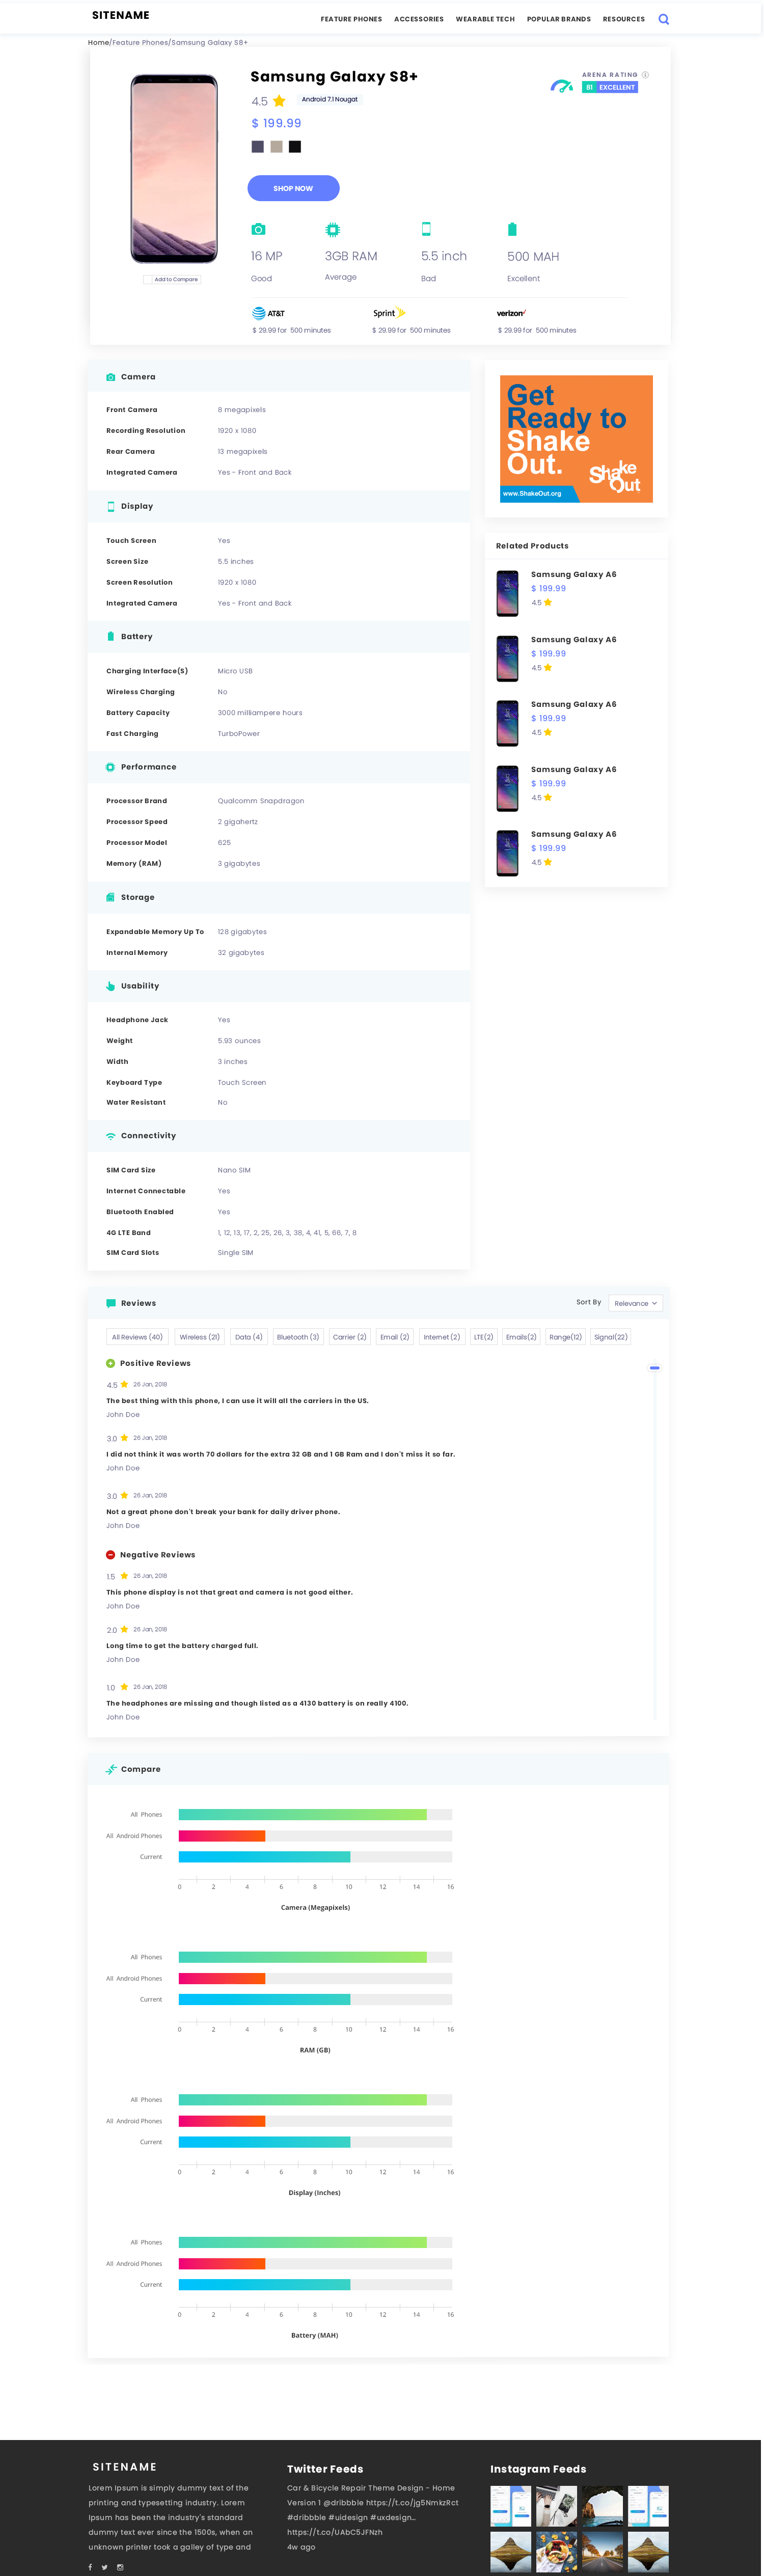 SITENAME
FEATURE PHONES ACCESSORIES WEARABLE TECH POPULAR BRANDS RESOURCES
Home/Feature Phones/Samsung Galaxy S8+
Samsung Galaxy S8+
4.5 Android 7.1 Nougat
ARENA RATING
81 EXCELLENT
$ 199.99
SHOP NOW
Add to Compare
16 MP 3GB RAM 5.5 inch 500 MAH
Good Average Bad Excellent
AT&T Sprint verizon
$ 29.99 for 500 minutes $ 29.99 for 500 minutes $ 29.99 for 500 minutes
Camera
Front Camera 8 megapixels
Recording Resolution 1920 x 1080
Rear Camera 13 megapixels
Integrated Camera Yes - Front and Back
Display
Touch Screen Yes
Screen Size 5.5 inches
Screen Resolution 1920 x 1080
Integrated Camera Yes - Front and Back
Battery
Charging Interface(S) Micro USB
Wireless Charging No
Battery Capacity 3000 milliampere hours
Fast Charging TurboPower
Performance
Processor Brand Qualcomm Snapdragon
Processor Speed 2 gigahertz
Processor Model 625
Memory (RAM) 3 gigabytes
Storage
Expandable Memory Up To 128 gigabytes
Internal Memory 32 gigabytes
Usability
Headphone Jack Yes
Weight 5.93 ounces
Width 3 inches
Keyboard Type Touch Screen
Water Resistant No
Connectivity
SIM Card Size Nano SIM
Internet Connectable Yes
Bluetooth Enabled Yes
4G LTE Band 1, 12, 13, 17, 2, 25, 26, 3, 38, 4, 41, 5, 66, 7, 8
SIM Card Slots Single SIM
Get
Ready to
Shake
Out.
Shake
Out
www.ShakeOut.org
Related Products
Samsung Galaxy A6
$ 199.99
4.5
Samsung Galaxy A6
$ 199.99
4.5
Samsung Galaxy A6
$ 199.99
4.5
Samsung Galaxy A6
$ 199.99
4.5
Samsung Galaxy A6
$ 199.99
4.5
Reviews
Sort By Relevance
All Reviews (40) Wireless (21) Data (4) Bluetooth (3) Carrier (2) Email (2) Internet (2) LTE(2) Emails(2) Range(12) Signal(22)
Positive Reviews
4.5 26 Jan, 2018
The best thing with this phone, I can use it will all the carriers in the US.
John Doe
3.0 26 Jan, 2018
I did not think it was worth 70 dollars for the extra 32 GB and 1 GB Ram and I don't miss it so far.
John Doe
3.0 26 Jan, 2018
Not a great phone don't break your bank for daily driver phone.
John Doe
Negative Reviews
1.5 26 Jan, 2018
This phone display is not that great and camera is not good either.
John Doe
2.0 26 Jan, 2018
Long time to get the battery charged full.
John Doe
1.0 26 Jan, 2018
The headphones are missing and though listed as a 4130 battery is on really 4100.
John Doe
Compare
All Phones
All Android Phones
Current
0 2 4 6 8 10 12 14 16
Camera (Megapixels)
All Phones
All Android Phones
Current
0 2 4 6 8 10 12 14 16
RAM (GB)
All Phones
All Android Phones
Current
0 2 4 6 8 10 12 14 16
Display (Inches)
All Phones
All Android Phones
Current
0 2 4 6 8 10 12 14 16
Battery (MAH)
SITENAME
Lorem Ipsum is simply dummy text of the
printing and typesetting industry. Lorem
Ipsum has been the industry's standard
dummy text ever since the 1500s, when an
unknown printer took a galley of type and
Twitter Feeds
Car & Bicycle Repair Theme Design - Home
Version 1 @dribbble https://t.co/jg5NmkzRct
#dribbble #uidesign #uxdesign...
https://t.co/UAbC5JFNzh
4w ago
Instagram Feeds